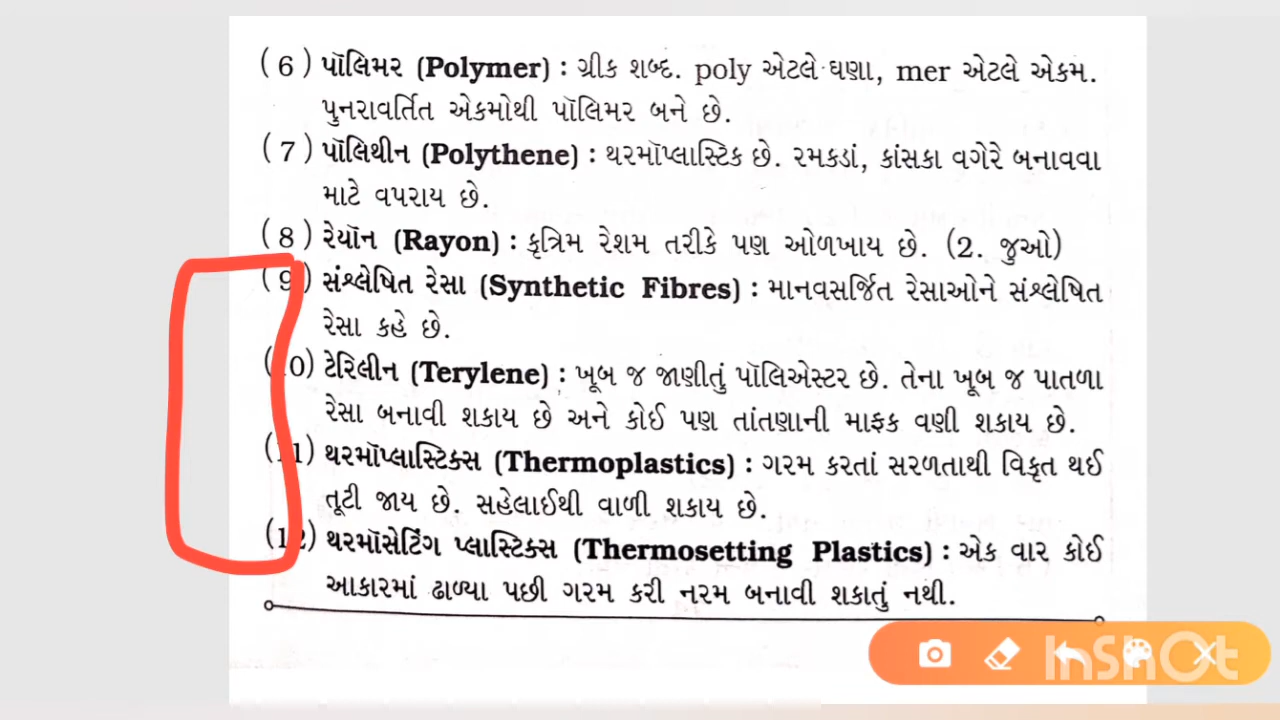 ( 6 ) પૉલિમર (Polymer) : ગ્રીક શબ્દ. poly એટલે ઘણા, mer એટલે એકમ.
પુનરાવર્તિત એકમોથી પૉલિમર બને છે.
( 7 ) પૉલિથીન (Polythene) : થરમૉપ્લાસ્ટિક છે. રમકડાં, કાંસકા વગેરે બનાવવા
માટે વપરાય છે.
( 8 ) રેયૉન (Rayon) : કૃત્રિમ રેશમ તરીકે પણ ઓળખાય છે. (2. જુઓ)
( 9 ) સંશ્લેષિત રેસા (Synthetic Fibres) : માનવસર્જિત રેસાઓને સંશ્લેષિત
રેસા કહે છે.
(10) ટેરિલીન (Terylene) : ખૂબ જ જાણીતું પૉલિએસ્ટર છે. તેના ખૂબ જ પાતળા
રેસા બનાવી શકાય છે અને કોઈ પણ તાંતણાની માફક વણી શકાય છે.
(11) થરમૉપ્લાસ્ટિક્સ (Thermoplastics) : ગરમ કરતાં સરળતાથી વિકૃત થઈ
તૂટી જાય છે. સહેલાઈથી વાળી શકાય છે.
(12) થરમૉસેટિંગ પ્લાસ્ટિક્સ (Thermosetting Plastics) : એક વાર કોઈ
આકારમાં ઢાળ્યા પછી ગરમ કરી નરમ બનાવી શકાતું નથી.
InShOt